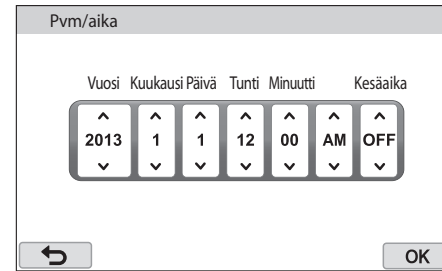 Pvm/aika
Vuosi Kuukausi Päivä Tunti Minuutti Kesäaika
2013 1 1 12 00 AM OFF
OK